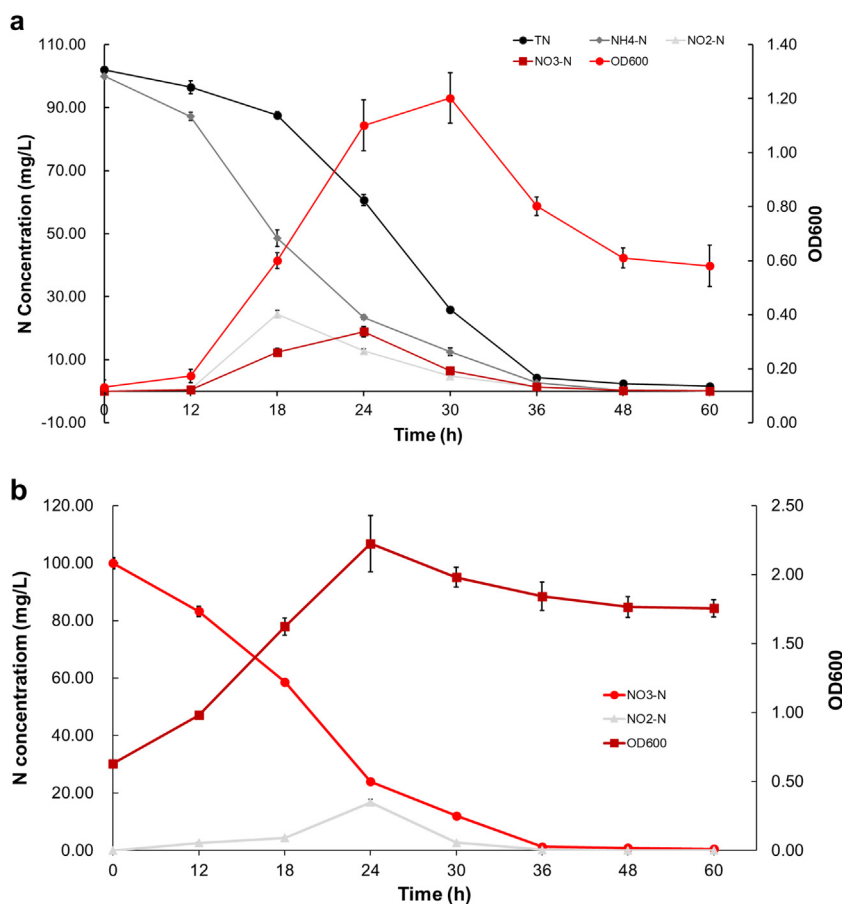 a
TN NH4-N NO2-N
NO3-N OD600
110.00
90.00
70.00
50.00
30.00
10.00
-10.00
N Concentration (mg/L)
1.40
1.20
1.00
0.80
0.60
0.40
0.20
0.00
OD600
0 12 18 24 30 36 48 60
Time (h)
b
120.00
100.00
80.00
60.00
40.00
20.00
0.00
N concentratiom (mg/L)
2.50
2.00
1.50
1.00
0.50
0.00
OD600
NO3-N
NO2-N
OD600
0 12 18 24 30 36 48 60
Time (h)